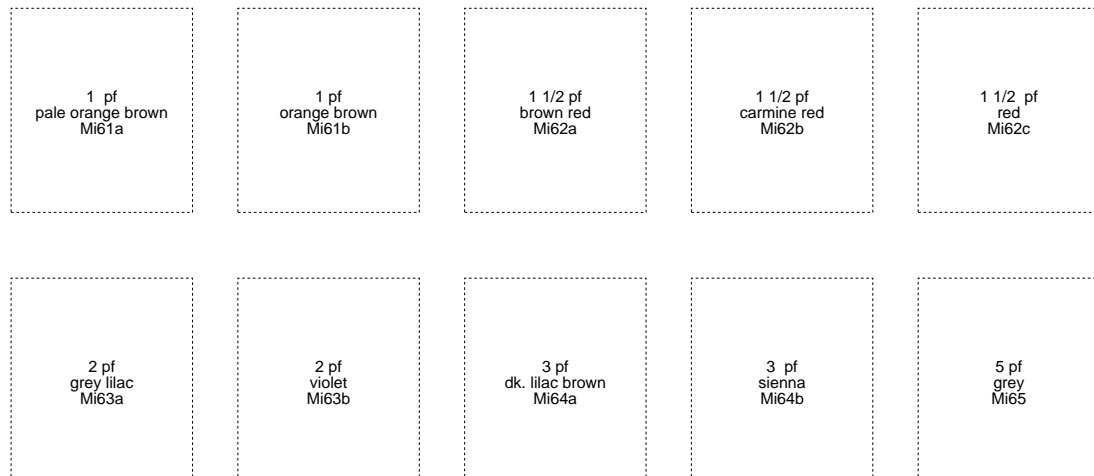 1  pf
pale orange brown
Mi61a
1 pf
orange brown
Mi61b
1 1/2 pf
brown red
Mi62a
1 1/2 pf
carmine red
Mi62b
1 1/2  pf
red
Mi62c
2 pf
grey lilac
Mi63a
2 pf
violet
Mi63b
3 pf
dk. lilac brown
Mi64a
3  pf
sienna
Mi64b
5 pf
grey
Mi65